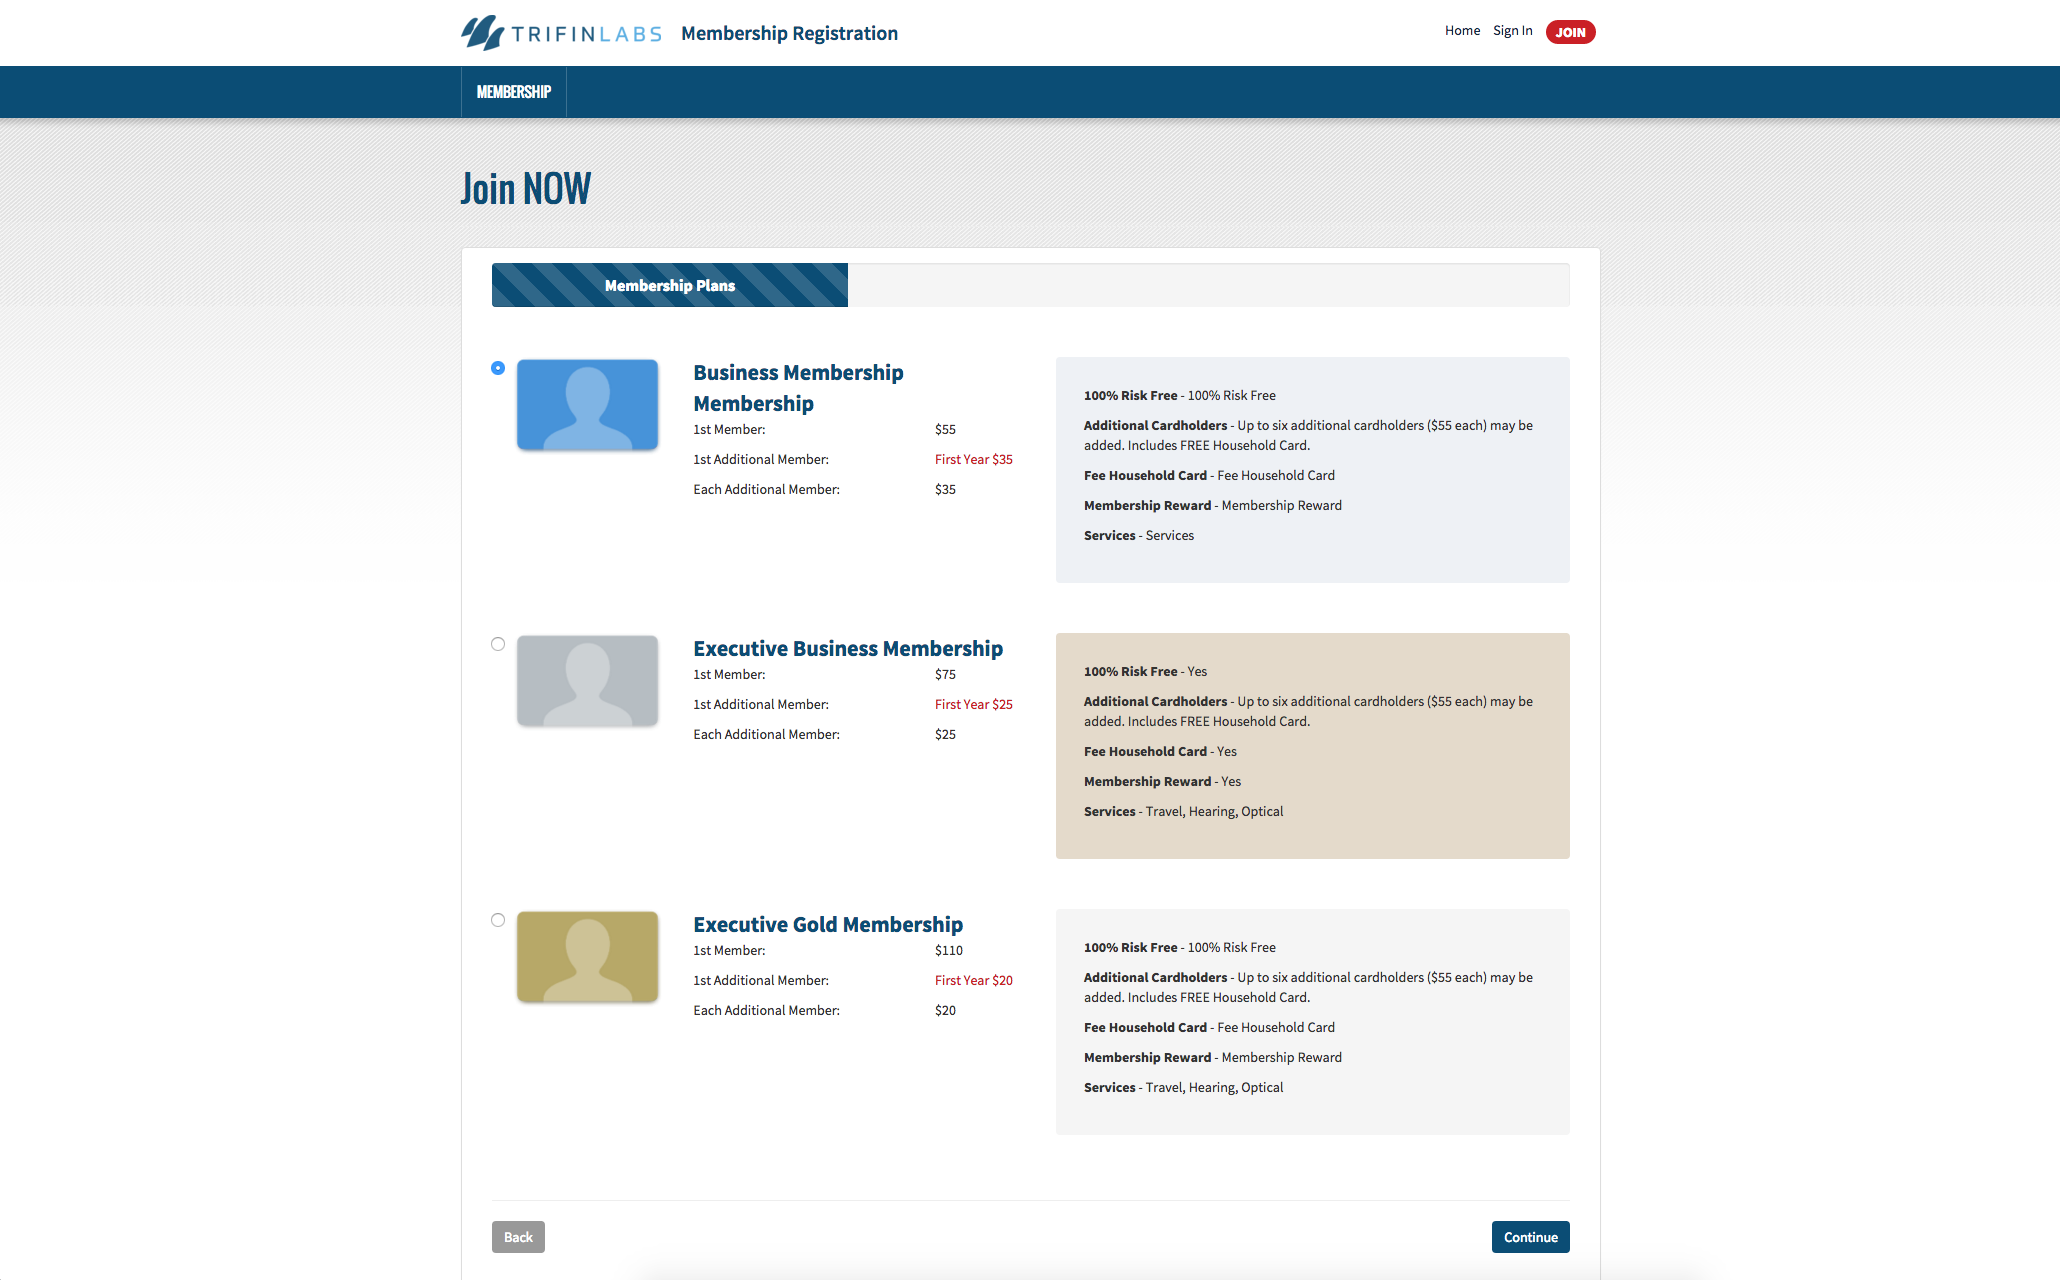 TRIFINLABS Membership Registration
Home Sign In JOIN
MEMBERSHIP
Join NOW
Membership Plans
Business Membership
Membership
1st Member: $55
1st Additional Member: First Year $35
Each Additional Member: $35
100% Risk Free - 100% Risk Free
Additional Cardholders - Up to six additional cardholders ($55 each) may be
added. Includes FREE Household Card.
Fee Household Card - Fee Household Card
Membership Reward - Membership Reward
Services - Services
Executive Business Membership
1st Member: $75
1st Additional Member: First Year $25
Each Additional Member: $25
100% Risk Free - Yes
Additional Cardholders - Up to six additional cardholders ($55 each) may be
added. Includes FREE Household Card.
Fee Household Card - Yes
Membership Reward - Yes
Services - Travel, Hearing, Optical
Executive Gold Membership
1st Member: $110
1st Additional Member: First Year $20
Each Additional Member: $20
100% Risk Free - 100% Risk Free
Additional Cardholders - Up to six additional cardholders ($55 each) may be
added. Includes FREE Household Card.
Fee Household Card - Fee Household Card
Membership Reward - Membership Reward
Services - Travel, Hearing, Optical
Back Continue